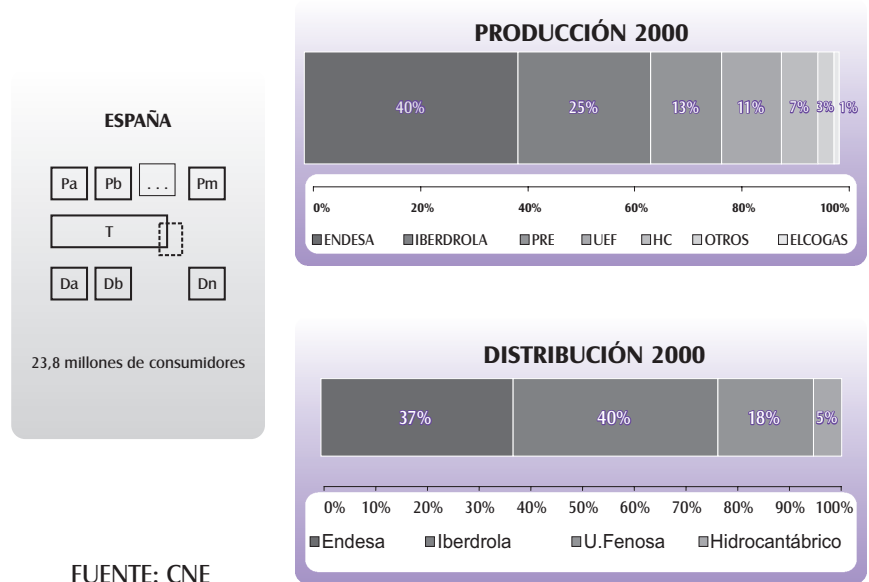 ESPAÑA
Pa Pb ... Pm
T
Da Db Dn
23,8 millones de consumidores
FUENTE: CNE
PRODUCCIÓN 2000
40% 25% 13% 11% 7% 3% 1%
0% 20% 40% 60% 80% 100%
ENDESA IBERDROLA PRE UEF HC OTROS ELCOGAS
DISTRIBUCIÓN 2000
37% 40% 18% 5%
0% 10% 20% 30% 40% 50% 60% 70% 80% 90% 100%
Endesa Iberdrola U.Fenosa Hidrocantábrico